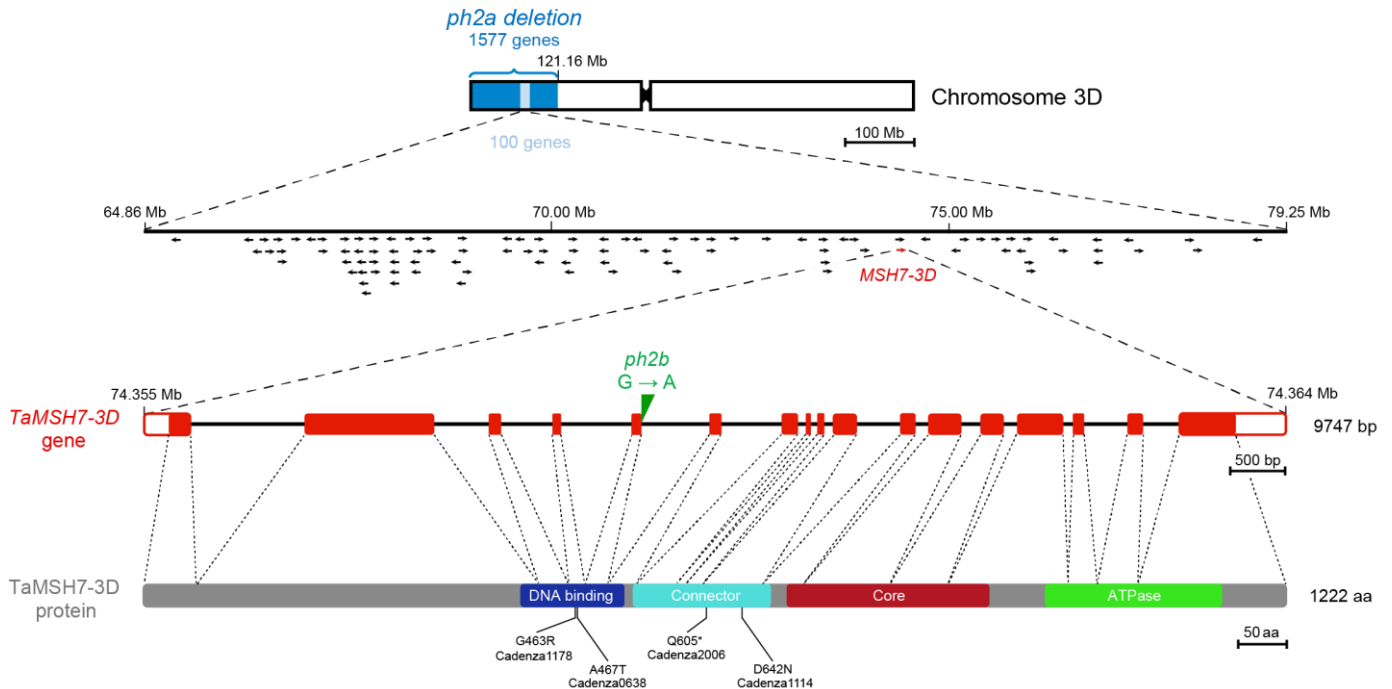 ph2a deletion
1577 genes
121.16 Mb
Chromosome 3D
100 Mb
100 genes
64.86 Mb
70.00 Mb
75.00 Mb
79.25 Mb
MSH7-3D
ph2b
G → A
74.355 Mb
74.364 Mb
TaMSH7-3D
gene
9747 bp
500 bp
TaMSH7-3D
protein
DNA binding
Connector
Core
ATPase
1222 aa
50 aa
G463R
Cadenza1178
A467T
Cadenza0638
Q605*
Cadenza2006
D642N
Cadenza1114